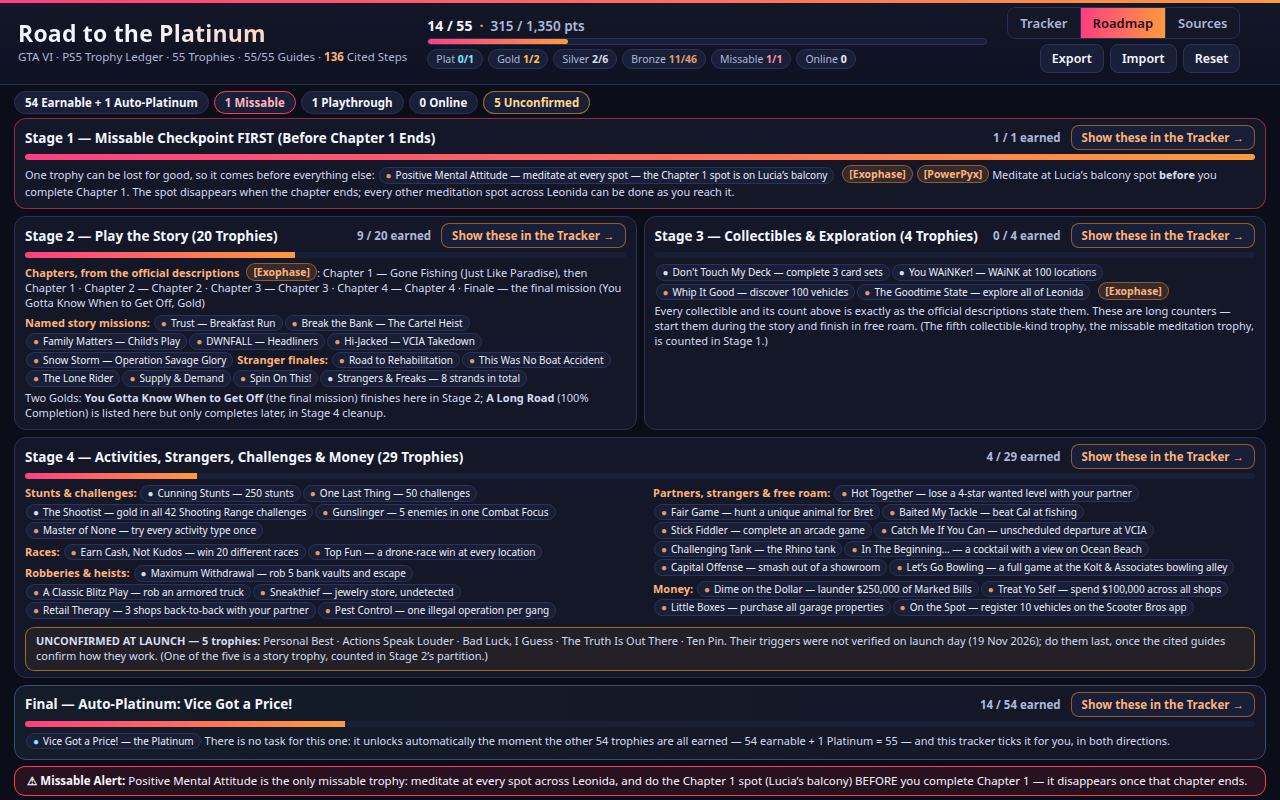 Road to the Platinum
GTA VI · PS5 Trophy Ledger · 55 Trophies · 55/55 Guides · 136 Cited Steps
14 / 55 · 315 / 1,350 pts
Plat 0/1 Gold 1/2 Silver 2/6 Bronze 11/46 Missable 1/1 Online 0
Tracker Roadmap Sources
Export Import Reset
54 Earnable + 1 Auto-Platinum 1 Missable 1 Playthrough 0 Online 5 Unconfirmed
Stage 1 — Missable Checkpoint FIRST (Before Chapter 1 Ends) 1 / 1 earned Show these in the Tracker →
One trophy can be lost for good, so it comes before everything else: ● Positive Mental Attitude — meditate at every spot — the Chapter 1 spot is on Lucia's balcony [Exophase] [PowerPyx] Meditate at Lucia's balcony spot before you
complete Chapter 1. The spot disappears when the chapter ends; every other meditation spot across Leonida can be done as you reach it.
Stage 2 — Play the Story (20 Trophies) 9 / 20 earned Show these in the Tracker →
Chapters, from the official descriptions [Exophase]: Chapter 1 — Gone Fishing (Just Like Paradise), then
Chapter 1 · Chapter 2 — Chapter 2 · Chapter 3 — Chapter 3 · Chapter 4 — Chapter 4 · Finale — the final mission (You
Gotta Know When to Get Off, Gold)
Named story missions: ● Trust — Breakfast Run ● Break the Bank — The Cartel Heist
● Family Matters — Child's Play ● DWNFALL — Headliners ● Hi-Jacked — VCIA Takedown
● Snow Storm — Operation Savage Glory Stranger finales: ● Road to Rehabilitation ● This Was No Boat Accident
● The Lone Rider ● Supply & Demand ● Spin On This! ● Strangers & Freaks — 8 strands in total
Two Golds: You Gotta Know When to Get Off (the final mission) finishes here in Stage 2; A Long Road (100%
Completion) is listed here but only completes later, in Stage 4 cleanup.
Stage 3 — Collectibles & Exploration (4 Trophies) 0 / 4 earned Show these in the Tracker →
● Don't Touch My Deck — complete 3 card sets ● You WAiNKer! — WAiNK at 100 locations
● Whip It Good — discover 100 vehicles ● The Goodtime State — explore all of Leonida [Exophase]
Every collectible and its count above is exactly as the official descriptions state them. These are long counters —
start them during the story and finish in free roam. (The fifth collectible-kind trophy, the missable meditation trophy,
is counted in Stage 1.)
Stage 4 — Activities, Strangers, Challenges & Money (29 Trophies) 4 / 29 earned Show these in the Tracker →
Stunts & challenges: ● Cunning Stunts — 250 stunts ● One Last Thing — 50 challenges
● The Shootist — gold in all 42 Shooting Range challenges ● Gunslinger — 5 enemies in one Combat Focus
● Master of None — try every activity type once
Races: ● Earn Cash, Not Kudos — win 20 different races ● Top Fun — a drone-race win at every location
Robberies & heists: ● Maximum Withdrawal — rob 5 bank vaults and escape
● A Classic Blitz Play — rob an armored truck ● Sneakthief — jewelry store, undetected
● Retail Therapy — 3 shops back-to-back with your partner ● Pest Control — one illegal operation per gang
Partners, strangers & free roam: ● Hot Together — lose a 4-star wanted level with your partner
● Fair Game — hunt a unique animal for Bret ● Baited My Tackle — beat Cal at fishing
● Stick Fiddler — complete an arcade game ● Catch Me If You Can — unscheduled departure at VCIA
● Challenging Tank — the Rhino tank ● In The Beginning... — a cocktail with a view on Ocean Beach
● Capital Offense — smash out of a showroom ● Let's Go Bowling — a full game at the Kolt & Associates bowling alley
Money: ● Dime on the Dollar — launder $250,000 of Marked Bills ● Treat Yo Self — spend $100,000 across all shops
● Little Boxes — purchase all garage properties ● On the Spot — register 10 vehicles on the Scooter Bros app
UNCONFIRMED AT LAUNCH — 5 trophies: Personal Best · Actions Speak Louder · Bad Luck, I Guess · The Truth Is Out There · Ten Pin. Their triggers were not verified on launch day (19 Nov 2026); do them last, once the cited guides
confirm how they work. (One of the five is a story trophy, counted in Stage 2's partition.)
Final — Auto-Platinum: Vice Got a Price! 14 / 54 earned Show these in the Tracker →
● Vice Got a Price! — the Platinum There is no task for this one: it unlocks automatically the moment the other 54 trophies are all earned — 54 earnable + 1 Platinum = 55 — and this tracker ticks it for you, in both directions.
⚠ Missable Alert: Positive Mental Attitude is the only missable trophy: meditate at every spot across Leonida, and do the Chapter 1 spot (Lucia's balcony) BEFORE you complete Chapter 1 — it disappears once that chapter ends.